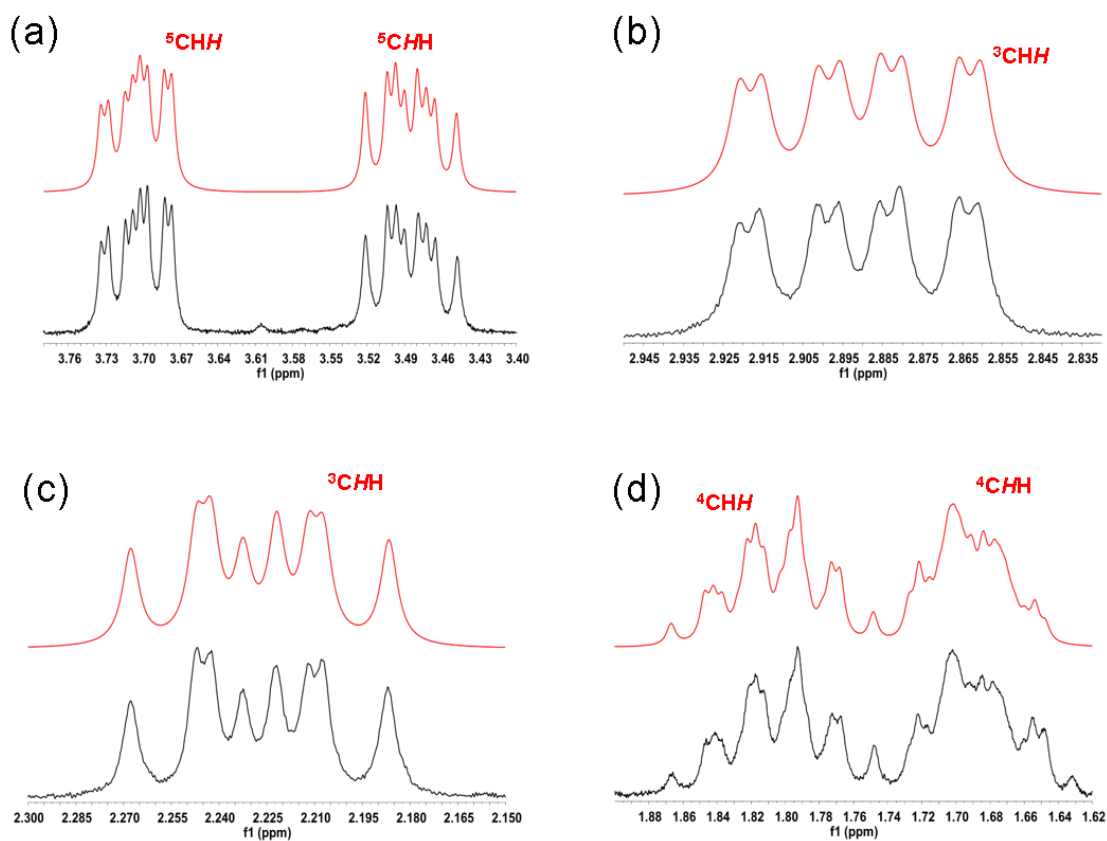 (a)
⁵CHH
⁵CHH
3.76 3.73 3.70 3.67 3.61 3.58 3.55 3.52 3.49 3.46 3.43 3.40
f1 (ppm)
(b)
³CHH
2.945 2.935 2.925 2.915 2.905 2.895 2.885 2.875 2.865 2.855 2.845 2.835
f1 (ppm)
(c)
³CHH
2.300 2.285 2.270 2.255 2.240 2.225 2.210 2.195 2.180 2.165 2.150
f1 (ppm)
(d)
⁴CHH
⁴CHH
1.88 1.86 1.84 1.82 1.80 1.78 1.76 1.74 1.72 1.70 1.68 1.66 1.64 1.62
f1 (ppm)